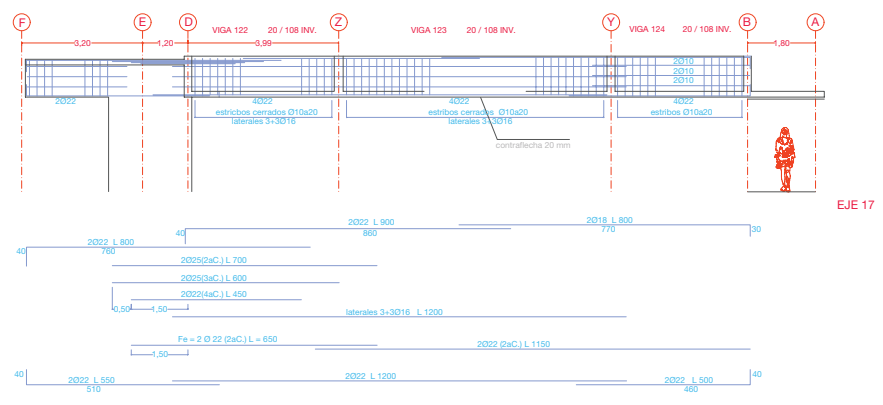 F E D Z Y B A
VIGA 122 20 / 108 INV. VIGA 123 20 / 108 INV. VIGA 124 20 / 108 INV.
3,20 1,20 3,99 1,80
2Ø10
2Ø10
2Ø10
2Ø22 4Ø22 4Ø22 4Ø22
estricbos cerrados Ø10a20 estribos cerrados Ø10a20 estribos Ø10a20
laterales 3+3Ø16 laterales 3+3Ø16
contraflecha 20 mm
EJE 17
2Ø22 L 900 2Ø18 L 800
40 860 770 30
2Ø22 L 800
40 760
2Ø25(2aC.) L 700
2Ø25(3aC.) L 600
2Ø22(4aC.) L 450
0,50 1,50
laterales 3+3Ø16 L 1200
Fe = 2 Ø 22 (2aC.) L = 650 2Ø22 (2aC.) L 1150
1,50
40 2Ø22 L 550 2Ø22 L 1200 2Ø22 L 500 40
510 460